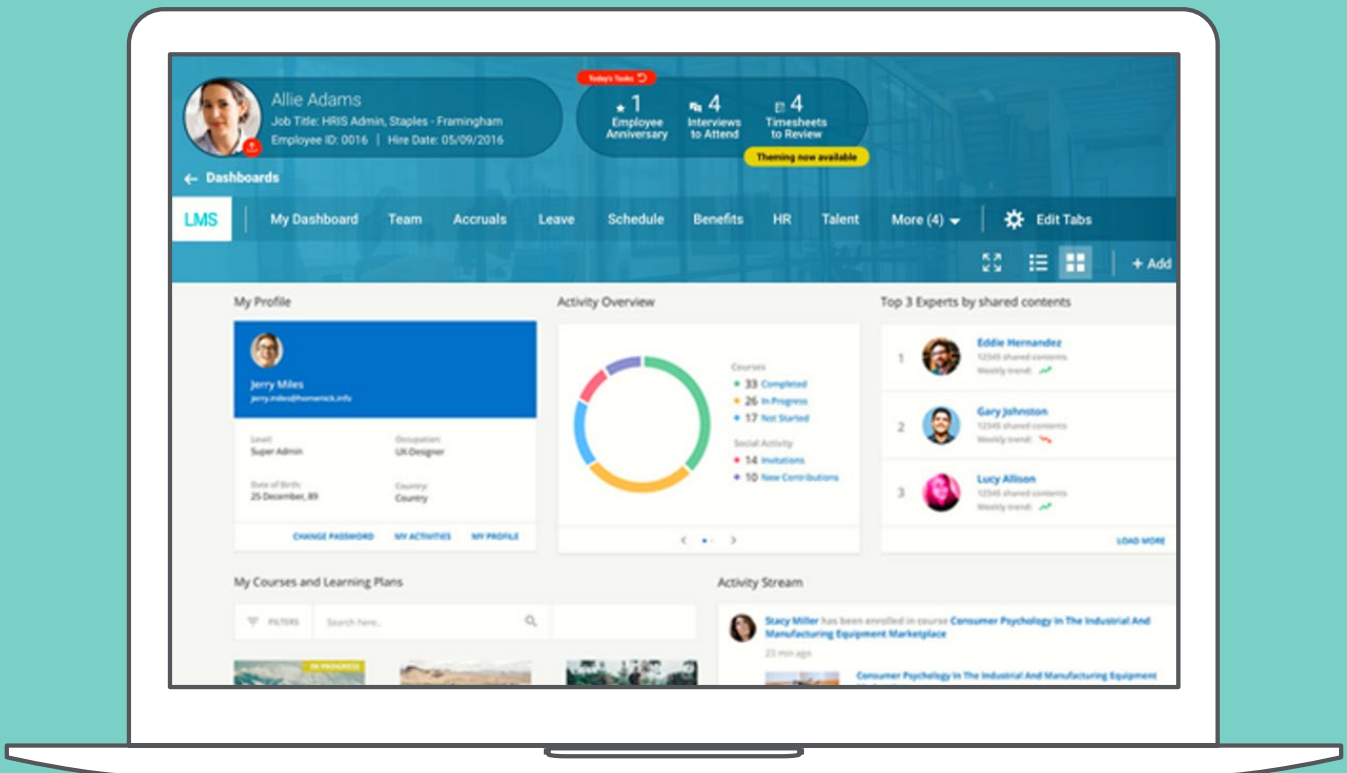 Today's Tasks
Allie Adams
Job Title: HRIS Admin, Staples - Framingham
Employee ID: 0016 | Hire Date: 05/09/2016
1
Employee
Anniversary
4
Interviews
to Attend
4
Timesheets
to Review
Theming now available
← Dashboards
LMS
My Dashboard Team Accruals Leave Schedule Benefits HR Talent More (4) Edit Tabs
+ Add
My Profile
Jerry Miles
jerry.miles@homenick.info
Level:
Super Admin
Occupation:
UX Designer
Date of Birth:
25 December, 89
Country:
Country
CHANGE PASSWORD MY ACTIVITIES MY PROFILE
Activity Overview
Courses
33 Completed
26 In Progress
17 Not Started
Social Activity
14 Invitations
10 New Contributions
Top 3 Experts by shared contents
1
Eddie Hernandez
12345 shared contents
Weekly trend:
2
Gary Johnston
12345 shared contents
Weekly trend:
3
Lucy Allison
12345 shared contents
Weekly trend:
LOAD MORE
My Courses and Learning Plans
FILTERS Search here..
IN PROGRESS
Activity Stream
Stacy Miller has been enrolled in course Consumer Psychology In The Industrial And
Manufacturing Equipment Marketplace
23 min ago
Consumer Psychology In The Industrial And Manufacturing Equipment